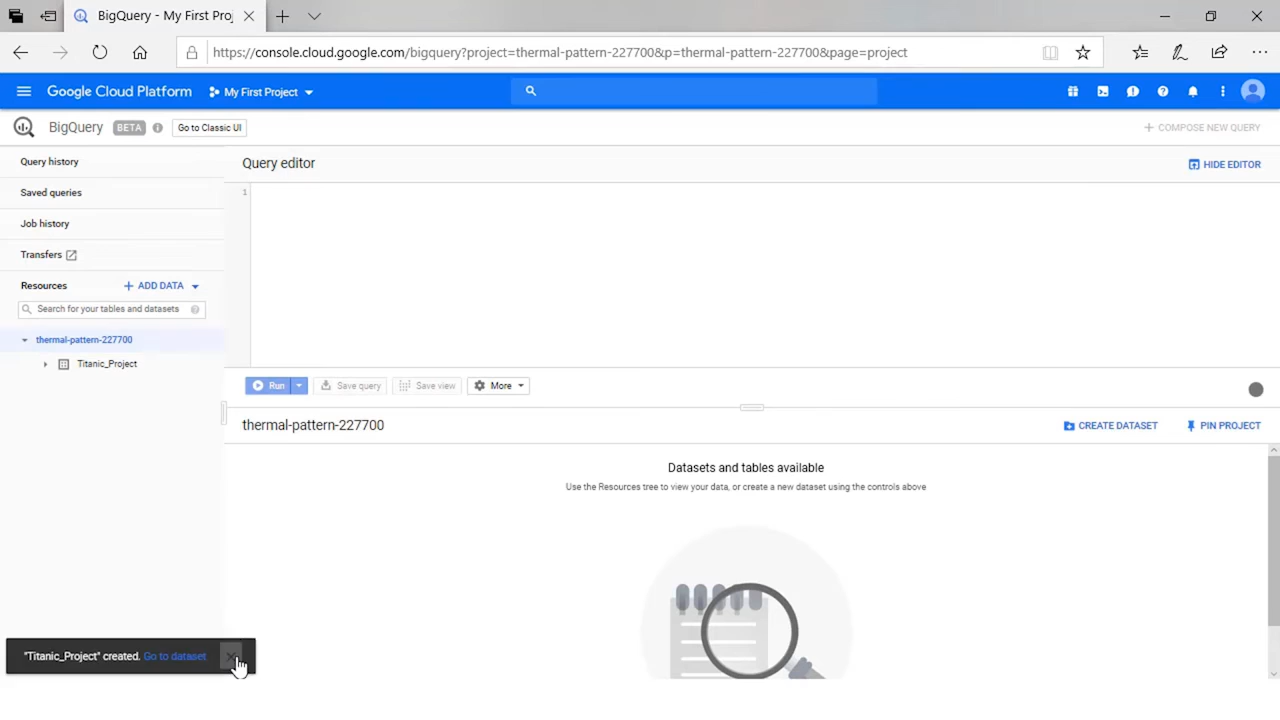 BigQuery - My First Proj
https://console.cloud.google.com/bigquery?project=thermal-pattern-227700&p=thermal-pattern-227700&page=project
Google Cloud Platform My First Project
BigQuery BETA Go to Classic UI COMPOSE NEW QUERY
Query history
Query editor HIDE EDITOR
Saved queries
1
Job history
Transfers
Resources ADD DATA
Search for your tables and datasets
thermal-pattern-227700
Titanic_Project
Run Save query Save view More
thermal-pattern-227700 CREATE DATASET PIN PROJECT
Datasets and tables available
Use the Resources tree to view your data, or create a new dataset using the controls above
"Titanic_Project" created. Go to dataset